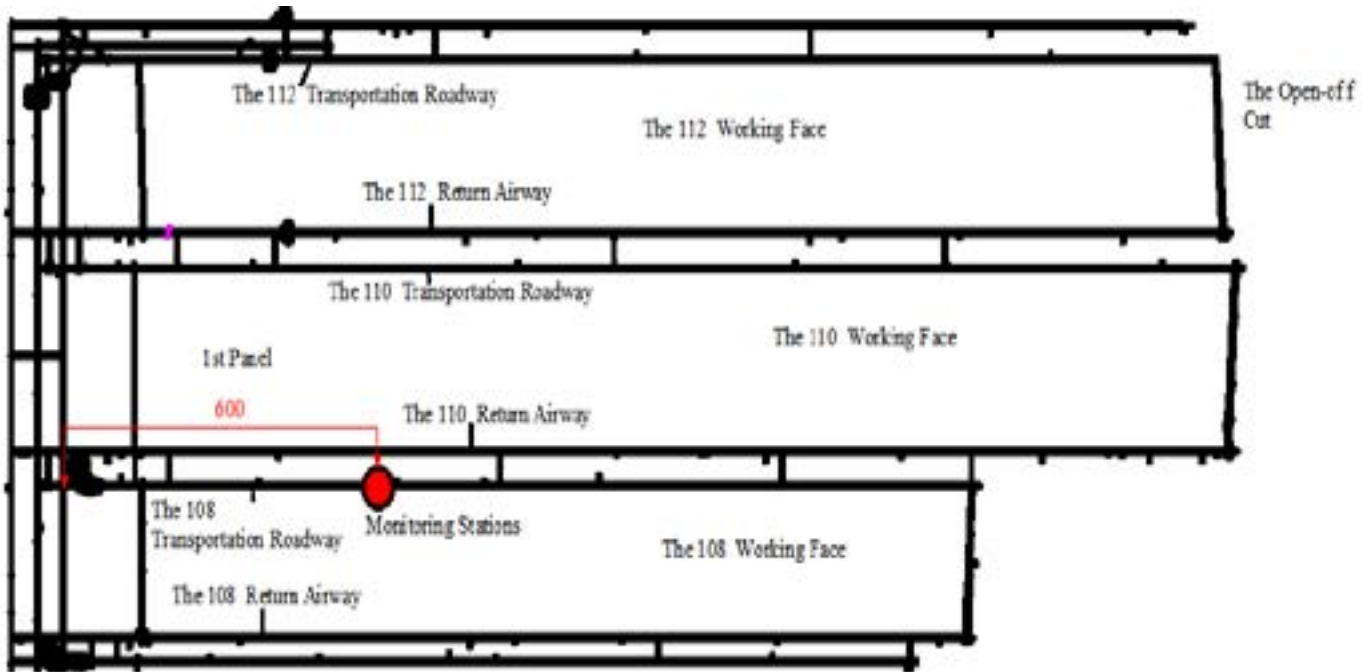 The 112 Transportation Roadway
The Open-off
Cut
The 112 Working Face
The 112 Return Airway
The 110 Transportation Roadway
The 110 Working Face
1st Panel
600
The 110 Return Airway
The 108
Transportation Roadway
Monitoring Stations
The 108 Working Face
The 108 Return Airway